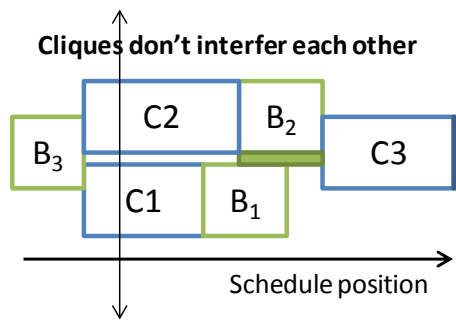 Cliques don't interfer each other
C2
B₂
B₃
C3
C1
B₁
Schedule position